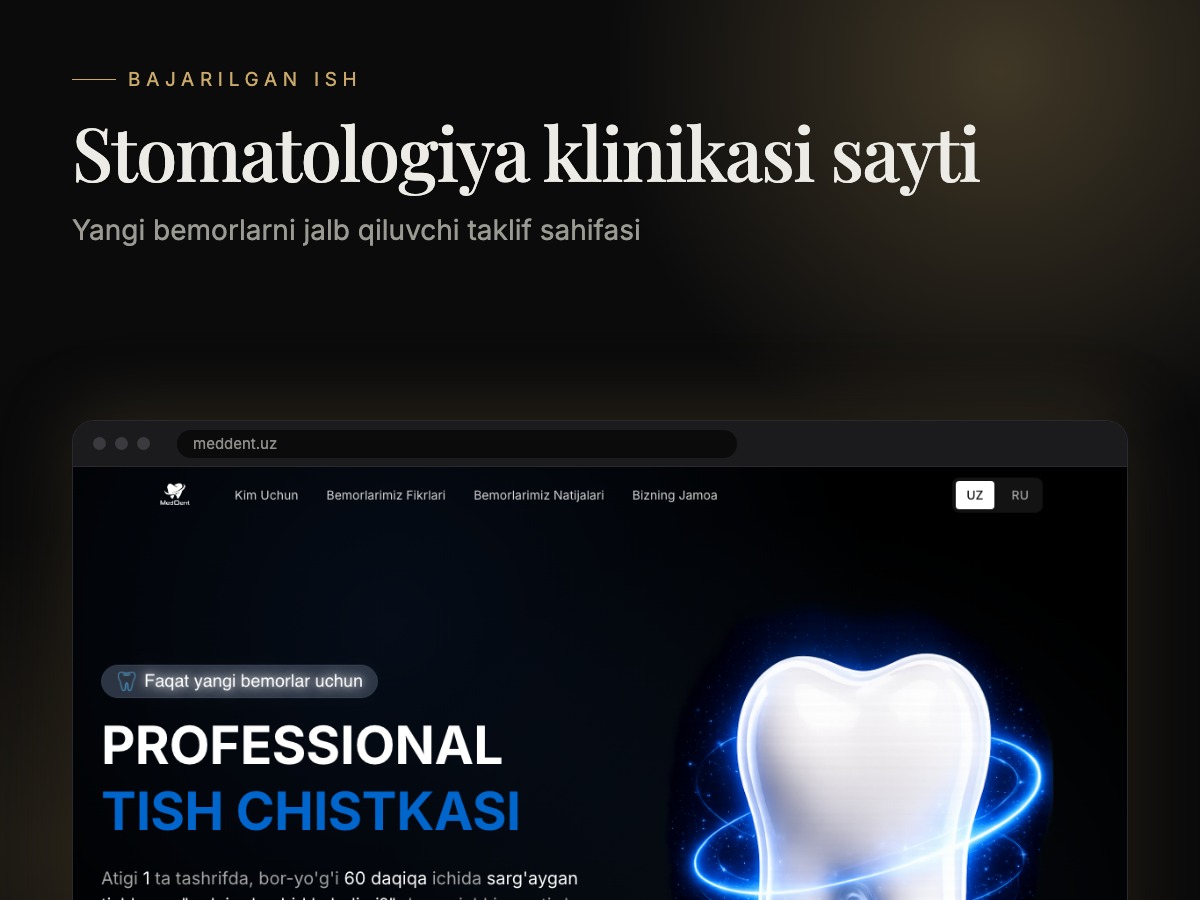 BAJARILGAN ISH
Stomatologiya klinikasi sayti
Yangi bemorlarni jalb qiluvchi taklif sahifasi
meddent.uz
MedDent
Kim Uchun
Bemorlarimiz Fikrlari
Bemorlarimiz Natijalari
Bizning Jamoa
UZ
RU
Faqat yangi bemorlar uchun
PROFESSIONAL
TISH CHISTKASI
Atigi 1 ta tashrifda, bor-yo'g'i 60 daqiqa ichida sarg'aygan